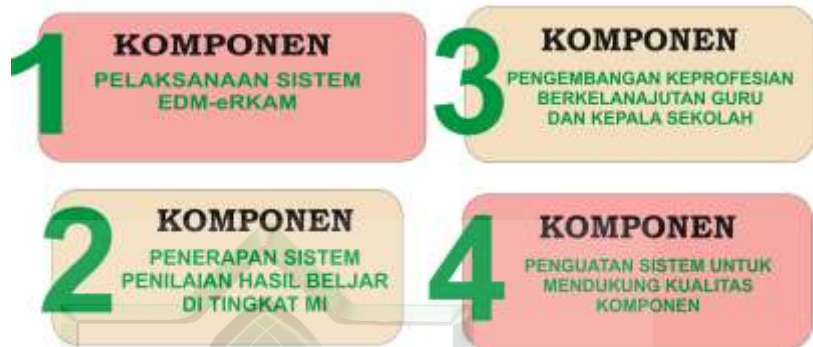 1
KOMPONEN
PELAKSANAAN SISTEM
EDM-eRKAM
2
KOMPONEN
PENERAPAN SISTEM
PENILAIAN HASIL BELJAR
DI TINGKAT MI
3
KOMPONEN
PENGEMBANGAN KEPROFESIAN
BERKELANAJUTAN GURU
DAN KEPALA SEKOLAH
4
KOMPONEN
PENGUATAN SISTEM UNTUK
MENDUKUNG KUALITAS
KOMPONEN